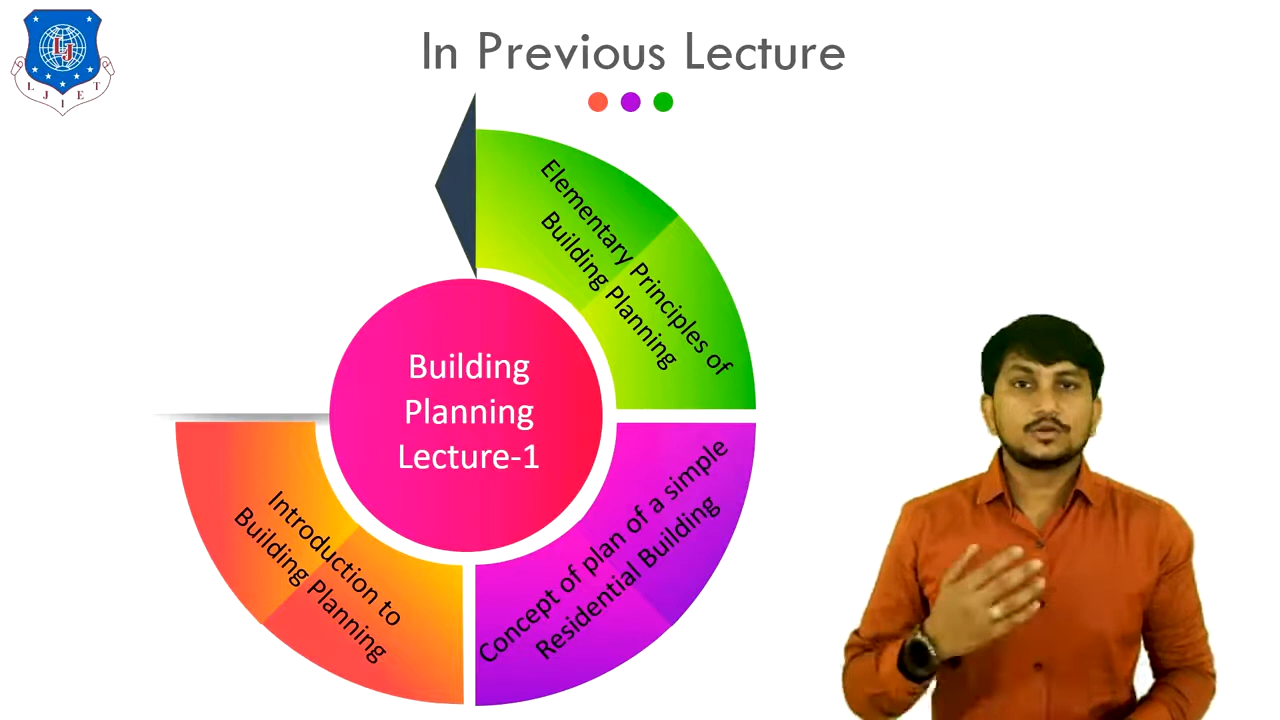 In Previous Lecture
LJ
L J I E T
Elementary Principles of
Building Planning
Building
Planning
Lecture-1
Introduction to
Building Planning
Concept of plan of a simple
Residential Building